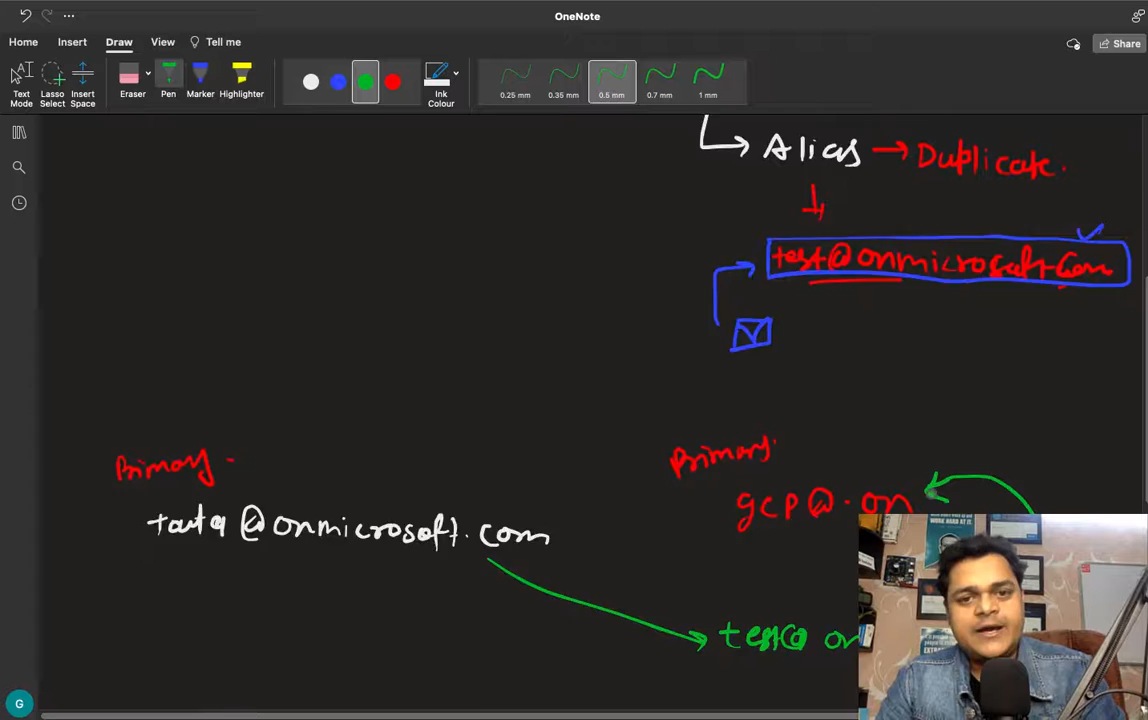 OneNote
Home Insert Draw View Tell me
Share
Text Mode
Lasso Select
Insert Space
Eraser
Pen
Marker
Highlighter
Ink Colour
0.25 mm
0.35 mm
0.5 mm
0.7 mm
1 mm
Alias → Duplicate.
test@onmicrosoft.com
Primary.
Primary.
gcp@.on
@onmicrosoft.com
test@on
G